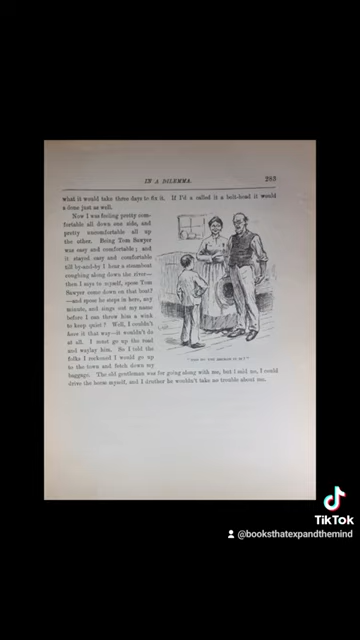 IN A DILEMMA.
283
what it would take three days to fix it. If I'd a called it a bolt-head it would
a done just as well.
Now I was feeling pretty com-
fortable all down one side, and
pretty uncomfortable all up
the other. Being Tom Sawyer
was easy and comfortable; and
it stayed easy and comfortable
till by-and-by I hear a steamboat
coughing along down the river—
then I says to myself, spose Tom
Sawyer come down on that boat?
—and spose he steps in here, any
minute, and sings out my name
before I can throw him a wink
to keep quiet? Well, I couldn't
have it that way—it wouldn't do
at all. I must go up the road
and waylay him. So I told the
folks I reckoned I would go up
to the town and fetch down my
baggage. The old gentleman was for going along with me, but I said no, I could
drive the horse myself, and I druther he wouldn't take no trouble about me.
TikTok
@booksthatexpandthemind